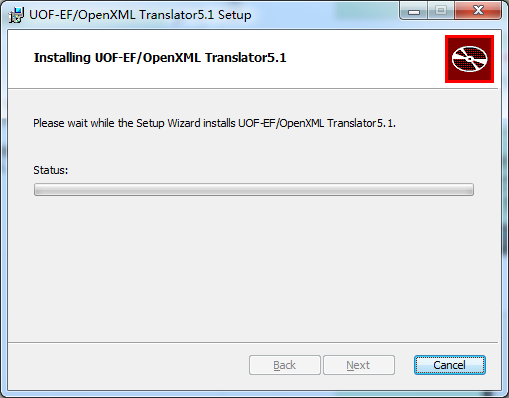 UOF-EF/OpenXML Translator5.1 Setup
Installing UOF-EF/OpenXML Translator5.1
Please wait while the Setup Wizard installs UOF-EF/OpenXML Translator5.1.
Status:
Back Next Cancel